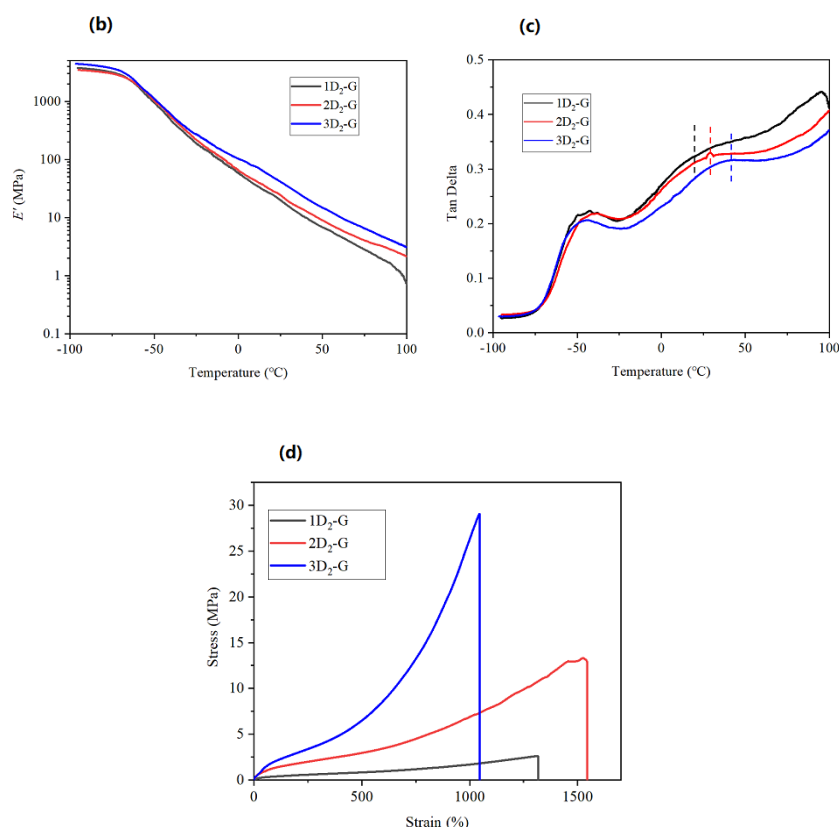 (b)
1D₂-G
2D₂-G
3D₂-G
1000
100
10
1
0.1
E' (MPa)
-100
-50
0
50
100
Temperature (℃)
(c)
1D₂-G
2D₂-G
3D₂-G
0.5
0.4
0.3
0.2
0.1
0.0
Tan Delta
-100
-50
0
50
100
Temperature (℃)
(d)
1D₂-G
2D₂-G
3D₂-G
30
25
20
15
10
5
0
Stress (MPa)
0
500
1000
1500
Strain (%)